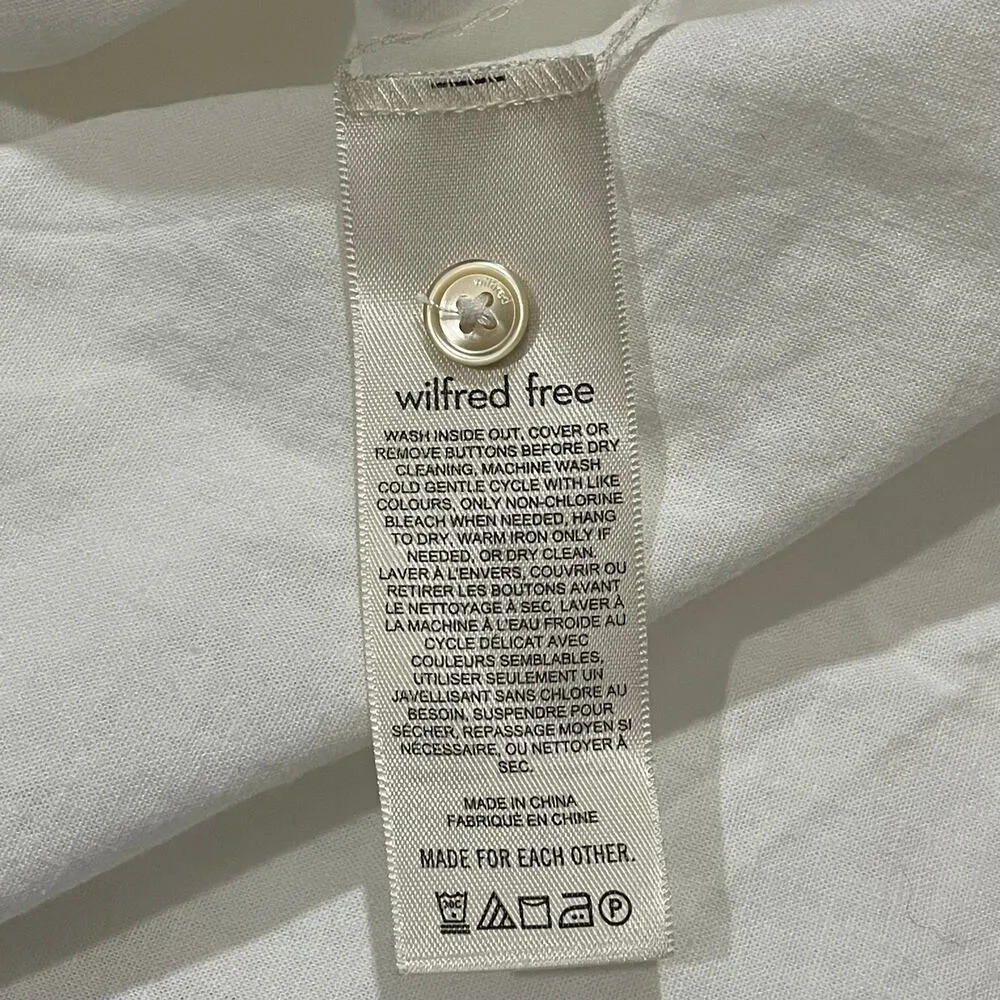 wilfred
wilfred free
WASH INSIDE OUT, COVER OR
REMOVE BUTTONS BEFORE DRY
CLEANING, MACHINE WASH
COLD GENTLE CYCLE WITH LIKE
COLOURS, ONLY NON-CHLORINE
BLEACH WHEN NEEDED, HANG
TO DRY, WARM IRON ONLY IF
NEEDED, OR DRY CLEAN.
LAVER À L'ENVERS, COUVRIR OU
RETIRER LES BOUTONS AVANT
LE NETTOYAGE À SEC, LAVER À
LA MACHINE À L'EAU FROIDE AU
CYCLE DÉLICAT AVEC
COULEURS SEMBLABLES,
UTILISER SEULEMENT UN
JAVELLISANT SANS CHLORE AU
BESOIN, SUSPENDRE POUR
SÉCHER, REPASSAGE MOYEN SI
NÉCESSAIRE, OU NETTOYER À
SEC.
MADE IN CHINA
FABRIQUÉ EN CHINE
MADE FOR EACH OTHER.
P